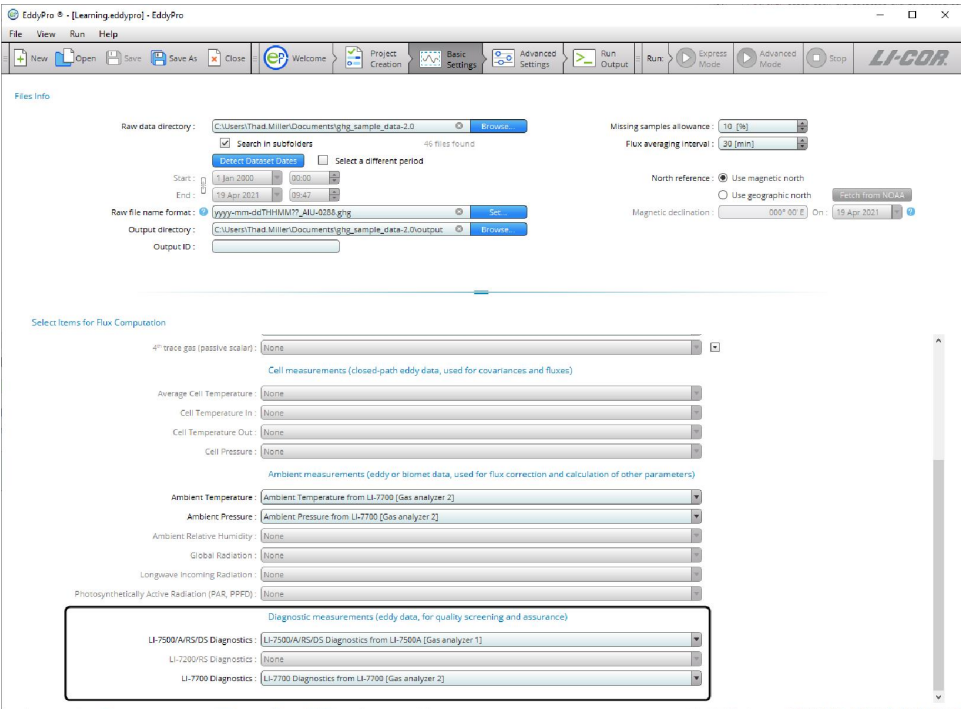 EddyPro ® - [Learning.eddypro] - EddyPro
File View Run Help
New Open Save Save As Close Welcome Project Creation Basic Settings Advanced Settings Run Output Run: Express Mode Advanced Mode Stop LI-COR.
Files Info
Raw data directory : C:\Users\Thad.Miller\Documents\ghg_sample_data-2.0 Browse... Missing samples allowance : 10 [%]
Search in subfolders 46 files found Flux averaging interval : 30 [min]
Detect Dataset Dates Select a different period
Start : 1 Jan 2000 00:00 North reference : Use magnetic north
End : 19 Apr 2021 09:47 Use geographic north Fetch from NOAA
Raw file name format : yyyy-mm-ddTHHMM??_AIU-0288.ghg Set... Magnetic declination : 000° 00' E On : 19 Apr 2021
Output directory : C:\Users\Thad.Miller\Documents\ghg_sample_data-2.0\output Browse...
Output ID :
Select Items for Flux Computation
4th trace gas (passive scalar) : None
Cell measurements (closed-path eddy data, used for covariances and fluxes)
Average Cell Temperature : None
Cell Temperature In : None
Cell Temperature Out : None
Cell Pressure : None
Ambient measurements (eddy or biomet data, used for flux correction and calculation of other parameters)
Ambient Temperature : Ambient Temperature from LI-7700 [Gas analyzer 2]
Ambient Pressure : Ambient Pressure from LI-7700 [Gas analyzer 2]
Ambient Relative Humidity : None
Global Radiation : None
Longwave Incoming Radiation : None
Photosynthetically Active Radiation (PAR, PPFD) : None
Diagnostic measurements (eddy data, for quality screening and assurance)
LI-7500/A/RS/DS Diagnostics : LI-7500/A/RS/DS Diagnostics from LI-7500A [Gas analyzer 1]
LI-7200/RS Diagnostics : None
LI-7700 Diagnostics : LI-7700 Diagnostics from LI-7700 [Gas analyzer 2]